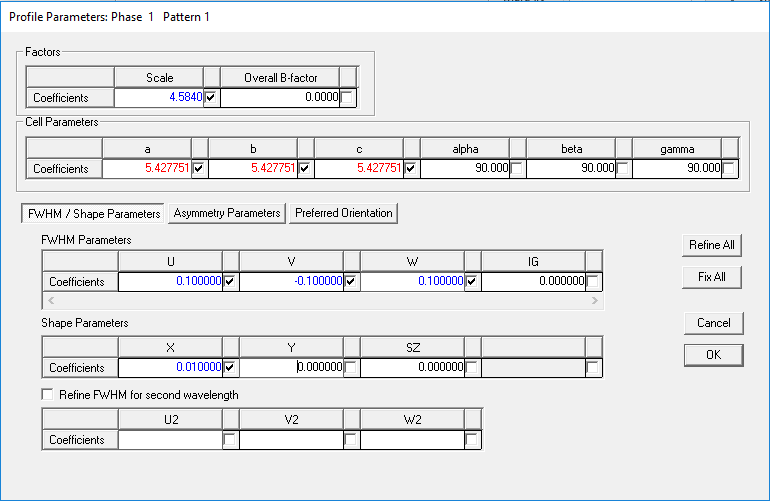 Profile Parameters: Phase 1 Pattern 1
Factors
Scale Overall B-factor
Coefficients 4.5840 0.0000
Cell Parameters
a b c alpha beta gamma
Coefficients 5.427751 5.427751 5.427751 90.000 90.000 90.000
FWHM / Shape Parameters Asymmetry Parameters Preferred Orientation
FWHM Parameters
Refine All
U V W IG
Coefficients 0.100000 -0.100000 0.100000 0.000000
Fix All
Shape Parameters
Cancel
X Y SZ
OK
Coefficients 0.010000 0.000000 0.000000
Refine FWHM for second wavelength
U2 V2 W2
Coefficients